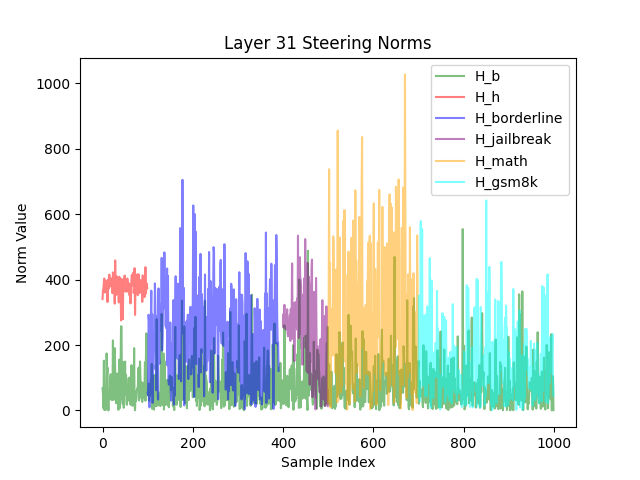 Layer 31 Steering Norms
Norm Value
1000
800
600
400
200
0
H_b
H_h
H_borderline
H_jailbreak
H_math
H_gsm8k
0 200 400 600 800 1000
Sample Index